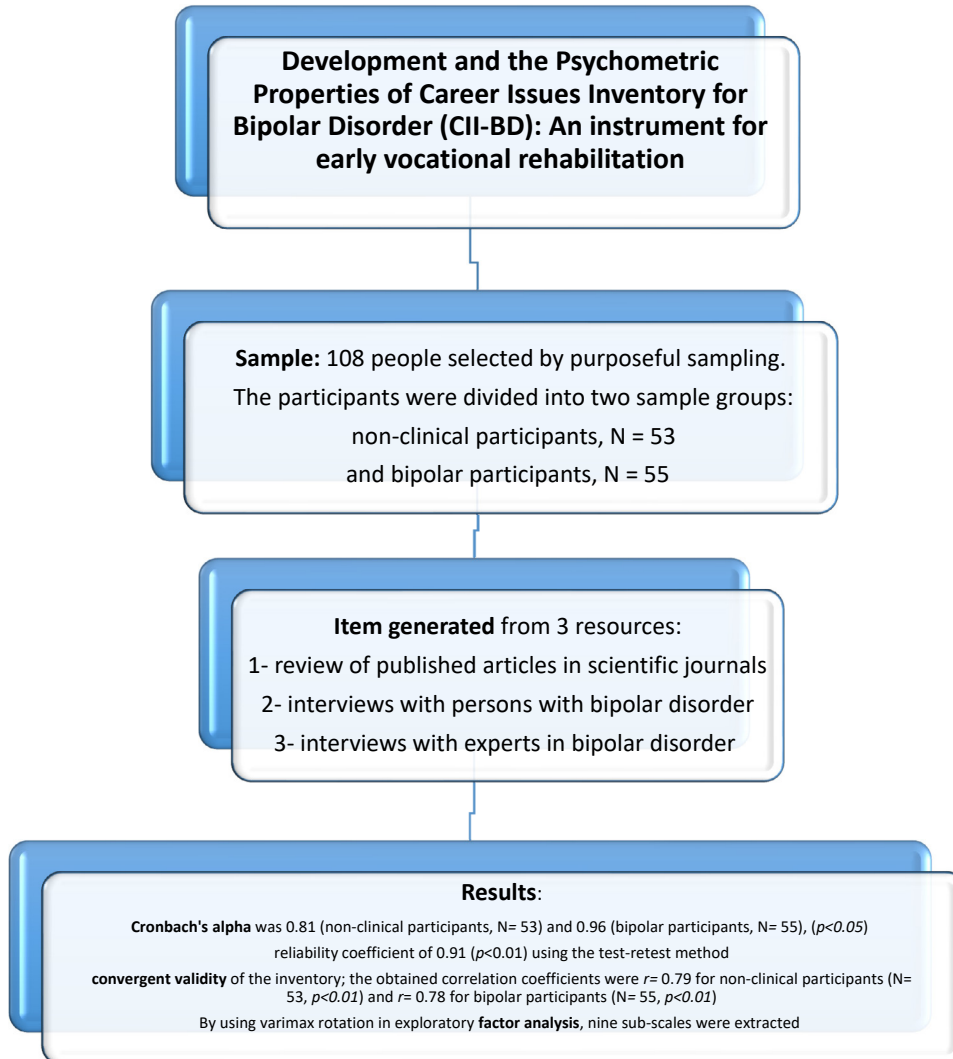 Development and the Psychometric
Properties of Career Issues Inventory for
Bipolar Disorder (CII-BD): An instrument for
early vocational rehabilitation
Sample: 108 people selected by purposeful sampling.
The participants were divided into two sample groups:
non-clinical participants, N = 53
and bipolar participants, N = 55
Item generated from 3 resources:
1- review of published articles in scientific journals
2- interviews with persons with bipolar disorder
3- interviews with experts in bipolar disorder
Results:
Cronbach's alpha was 0.81 (non-clinical participants, N= 53) and 0.96 (bipolar participants, N= 55), (p<0.05)
reliability coefficient of 0.91 (p<0.01) using the test-retest method
convergent validity of the inventory; the obtained correlation coefficients were r= 0.79 for non-clinical participants (N=
53, p<0.01) and r= 0.78 for bipolar participants (N= 55, p<0.01)
By using varimax rotation in exploratory factor analysis, nine sub-scales were extracted